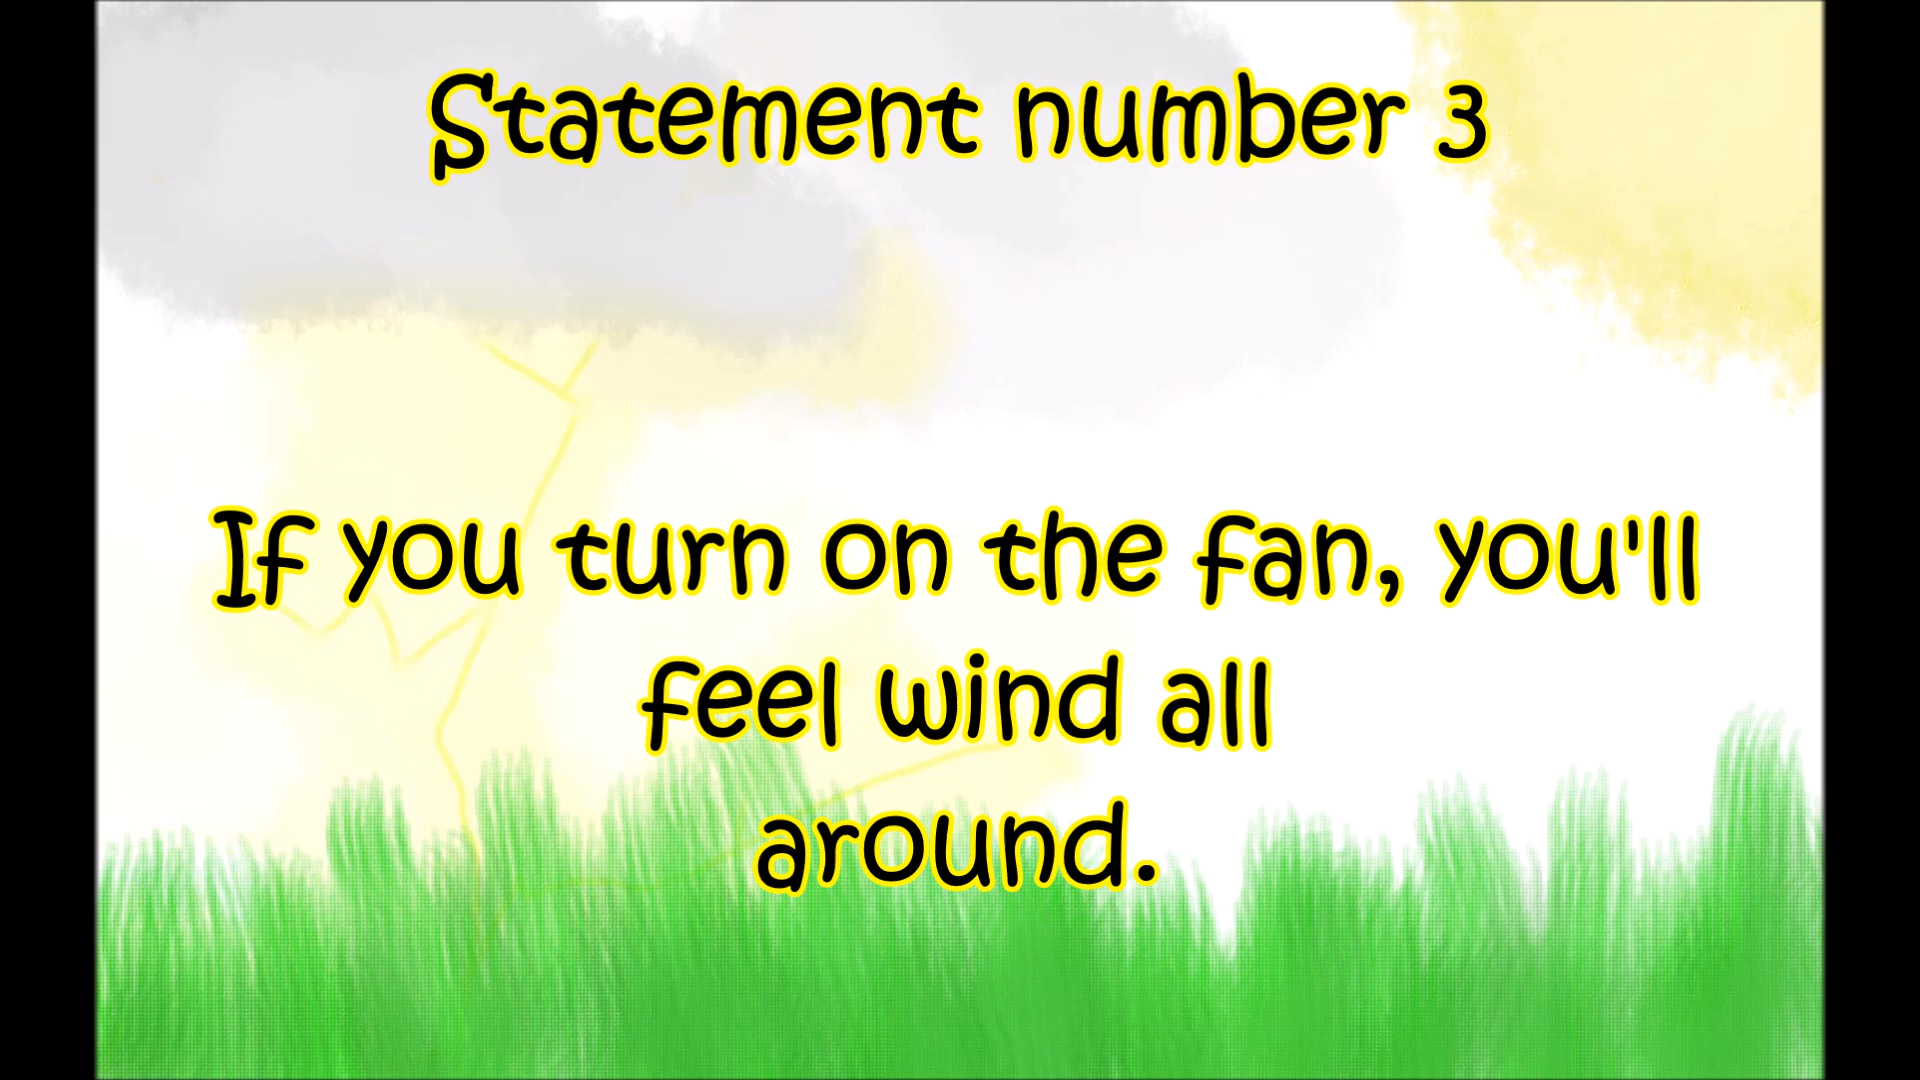 Statement number 3
If you turn on the fan, you'll
feel wind all
around.